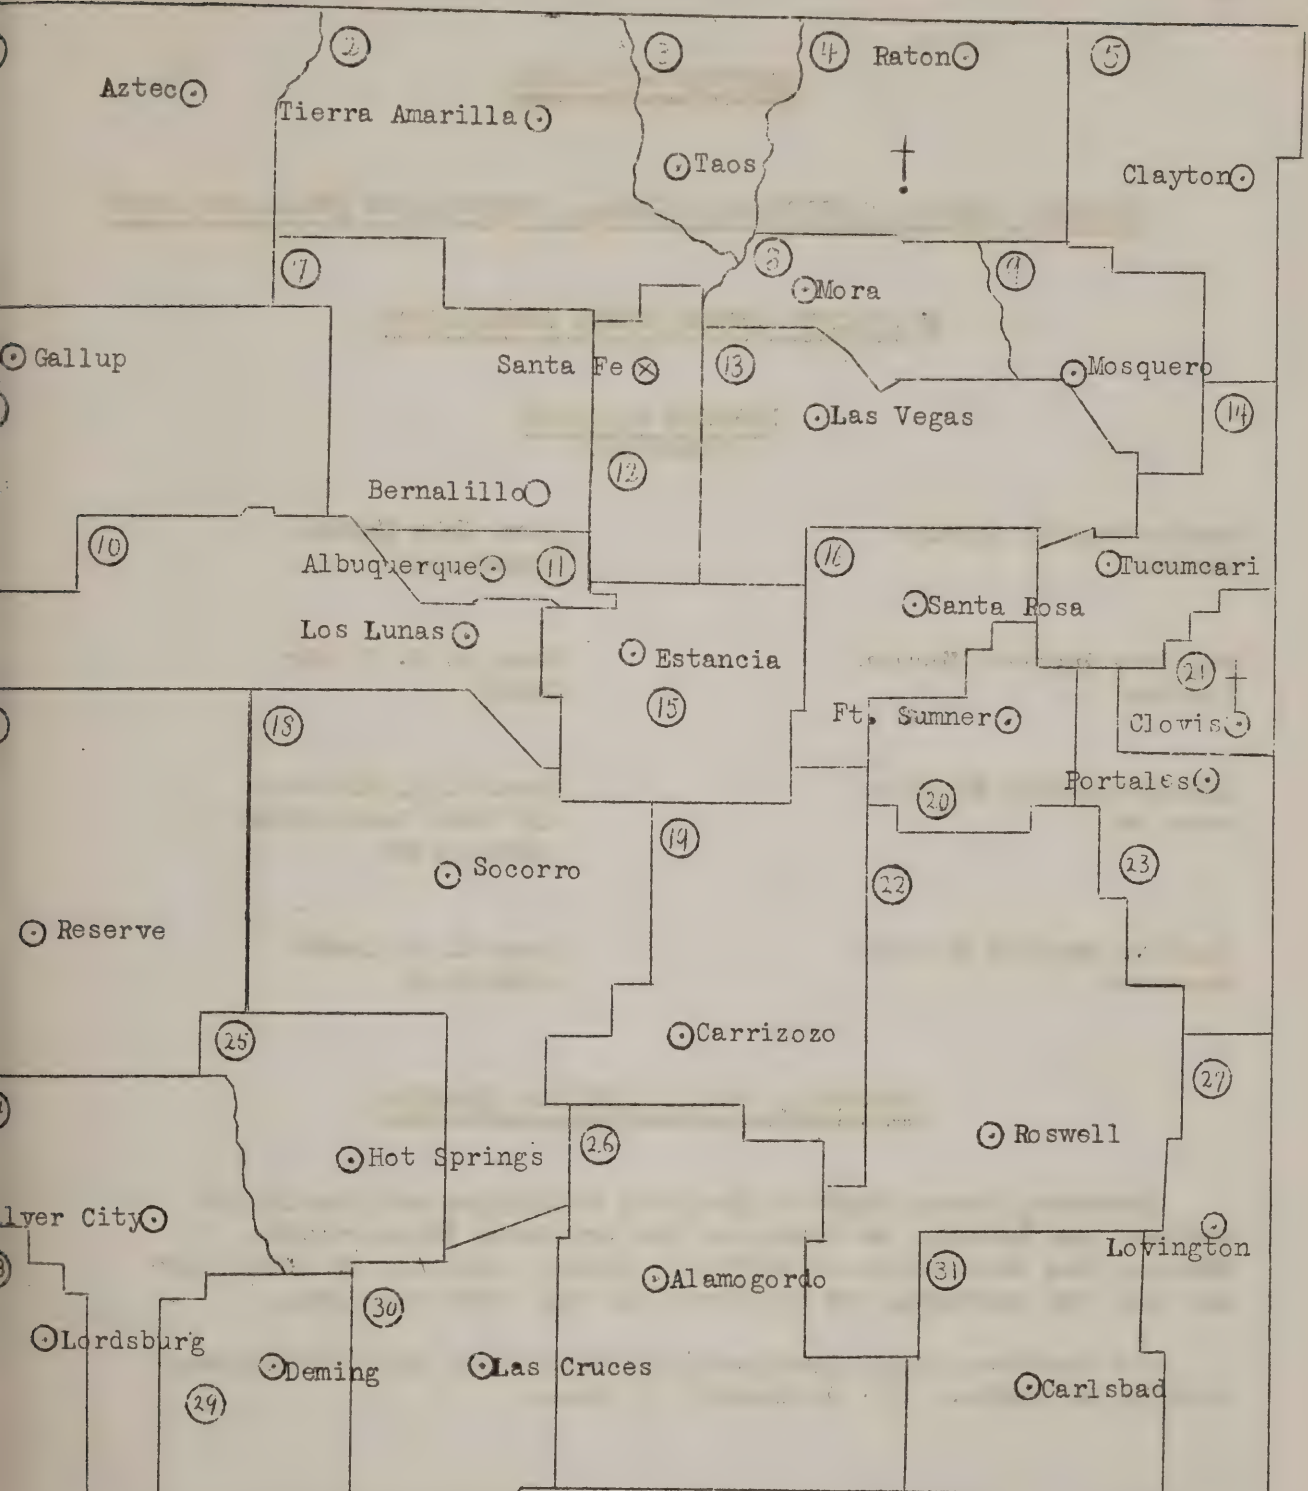 2
3
4
Raton
5
Aztec
Tierra Amarilla
Taos
Clayton
7
8
9
Mora
Gallup
Santa Fe
13
Mosquero
14
Las Vegas
12
Bernalillo
10
Albuquerque
11
16
Tucumcari
Santa Rosa
Los Lunas
Estancia
15
21
18
Ft. Sumner
Clovis
Portales
20
19
Socorro
22
23
Reserve
25
Carrizozo
27
26
Roswell
Hot Springs
lver City
Lovington
Alamogordo
31
30
Lordsburg
Deming
Las Cruces
29
Carlsbad